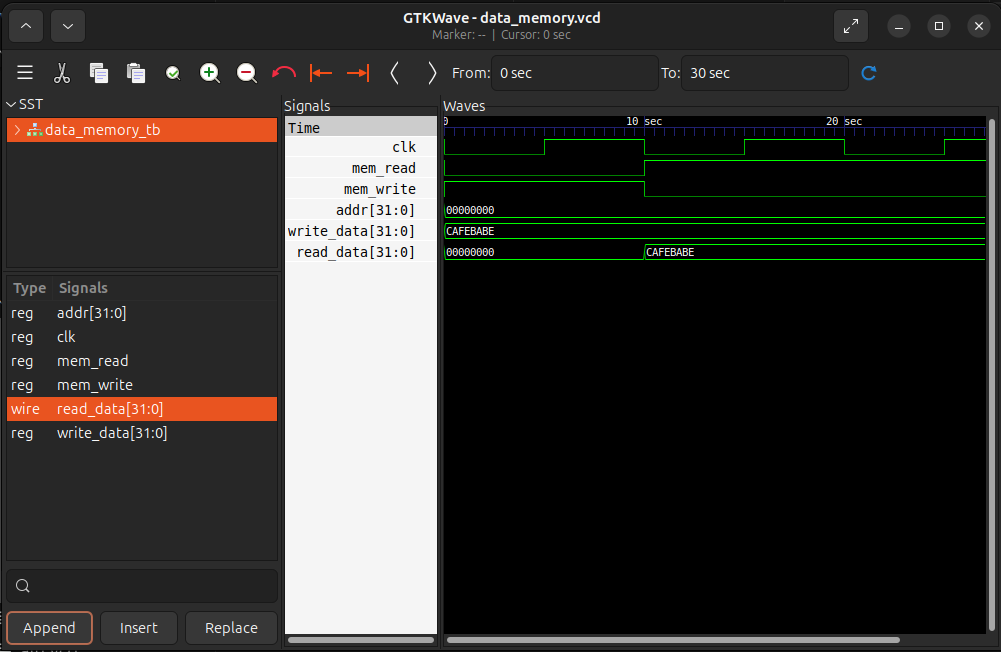 GTKWave - data_memory.vcd
Marker: -- | Cursor: 0 sec
From: 0 sec To: 30 sec
SST
data_memory_tb
Type Signals
reg addr[31:0]
reg clk
reg mem_read
reg mem_write
wire read_data[31:0]
reg write_data[31:0]
Append Insert Replace
Signals
Time
clk
mem_read
mem_write
addr[31:0]
write_data[31:0]
read_data[31:0]
Waves
0 10 sec 20 sec
00000000
CAFEBABE
00000000 CAFEBABE